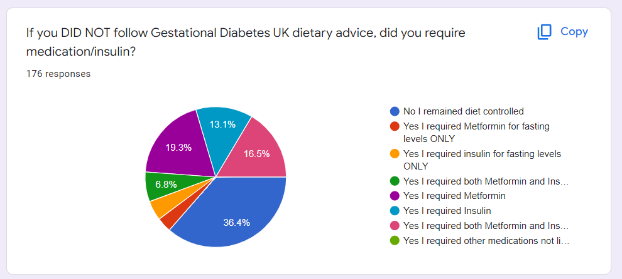 If you DID NOT follow Gestational Diabetes UK dietary advice, did you require
medication/insulin?
Copy
176 responses
13.1%
16.5%
19.3%
6.8%
36.4%
No I remained diet controlled
Yes I required Metformin for fasting
levels ONLY
Yes I required insulin for fasting levels
ONLY
Yes I required both Metformin and Ins...
Yes I required Metformin
Yes I required Insulin
Yes I required both Metformin and Ins...
Yes I required other medications not li...